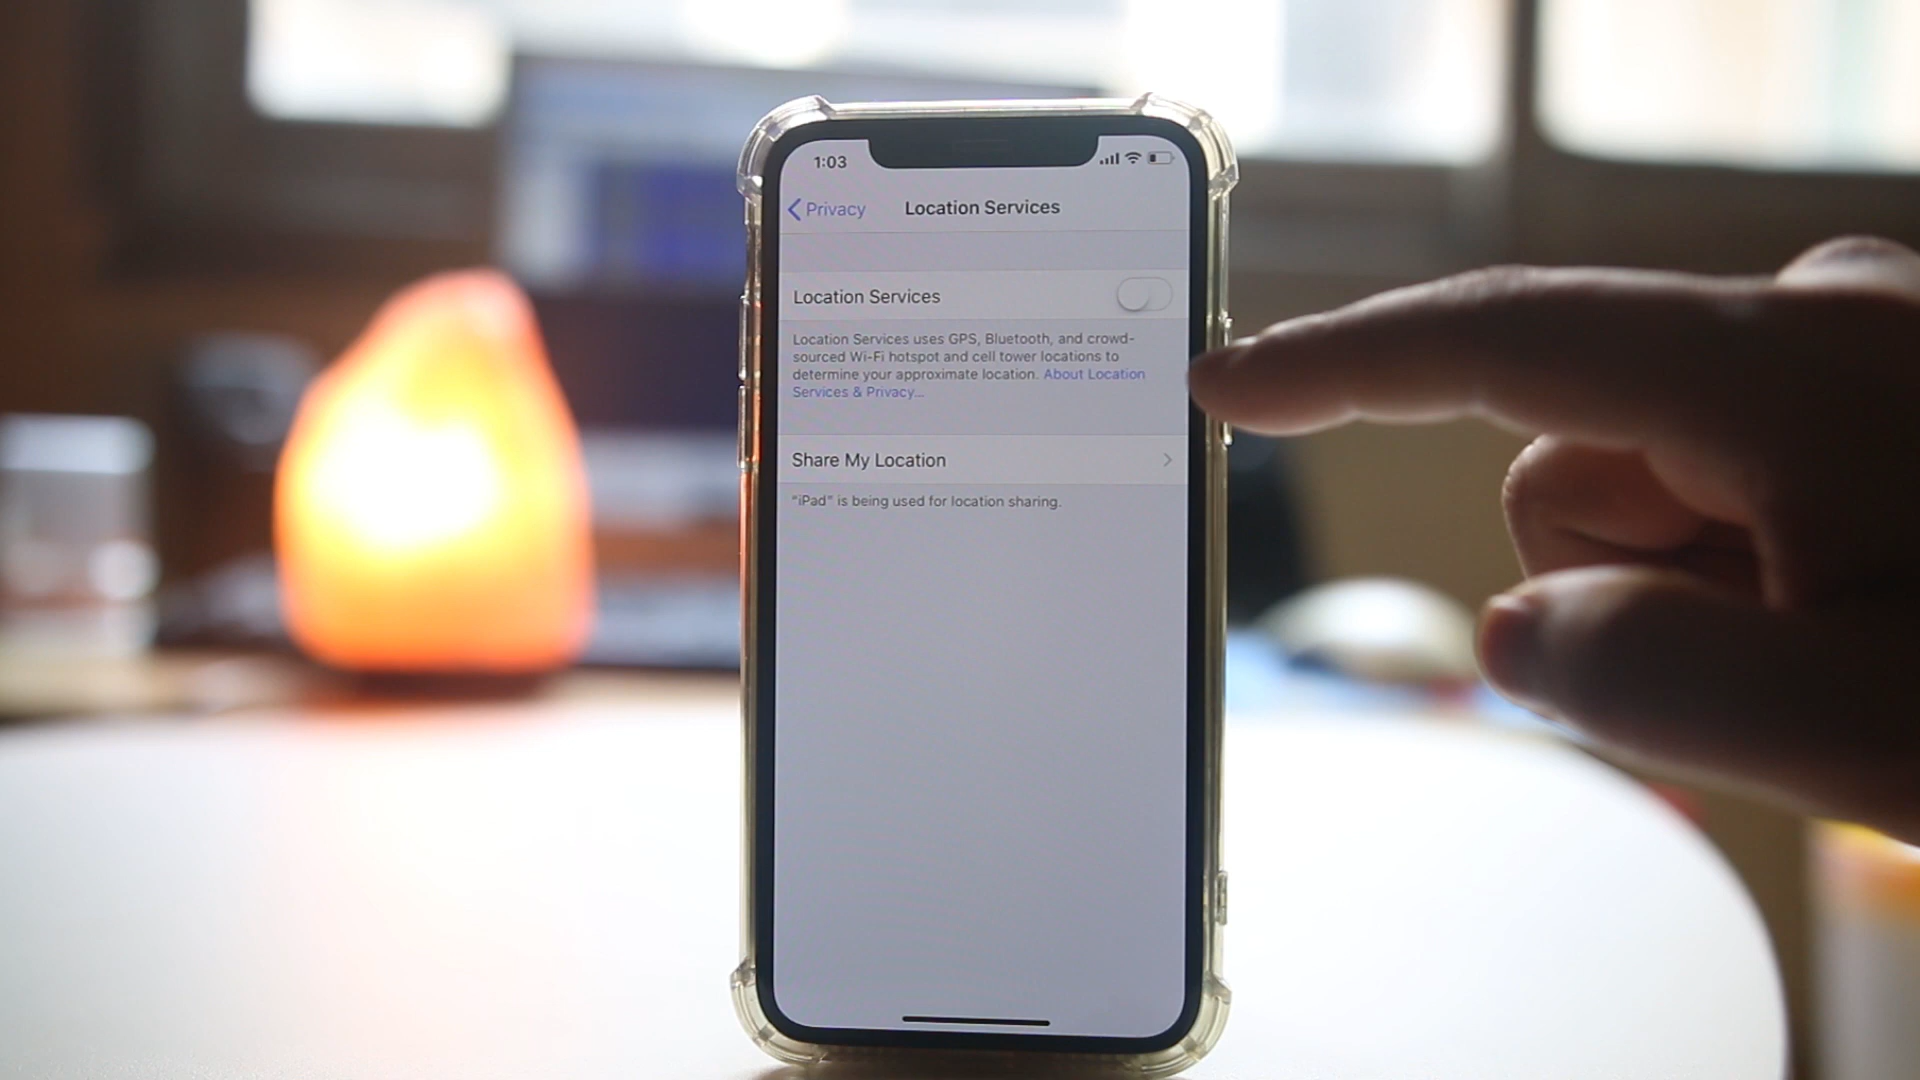 1:03
Privacy
Location Services
Location Services
Location Services uses GPS, Bluetooth, and crowd-
sourced Wi-Fi hotspot and cell tower locations to
determine your approximate location. About Location
Services & Privacy...
Share My Location
"iPad" is being used for location sharing.